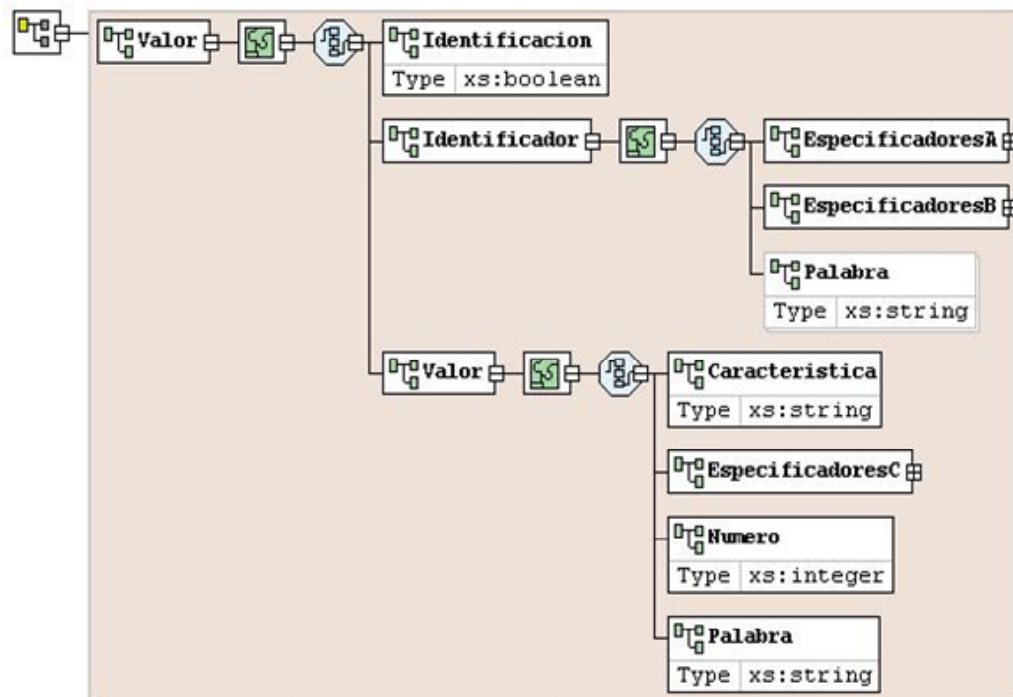 Valor
Identificacion
Type xs:boolean
Identificador
EspecificadoresA
EspecificadoresB
Palabra
Type xs:string
Valor
Caracteristica
Type xs:string
EspecificadoresC
Numero
Type xs:integer
Palabra
Type xs:string